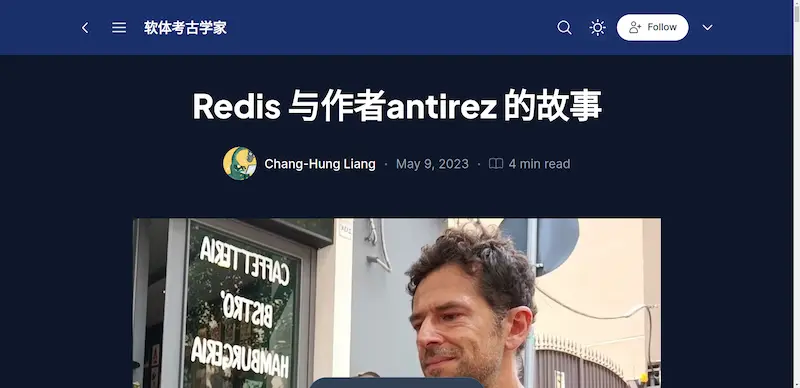 软体考古学家
Follow
Redis 与作者antirez 的故事
Chang-Hung Liang · May 9, 2023 · 4 min read
CAFFETTERIA
BISTRO'
HAMBURGERIA